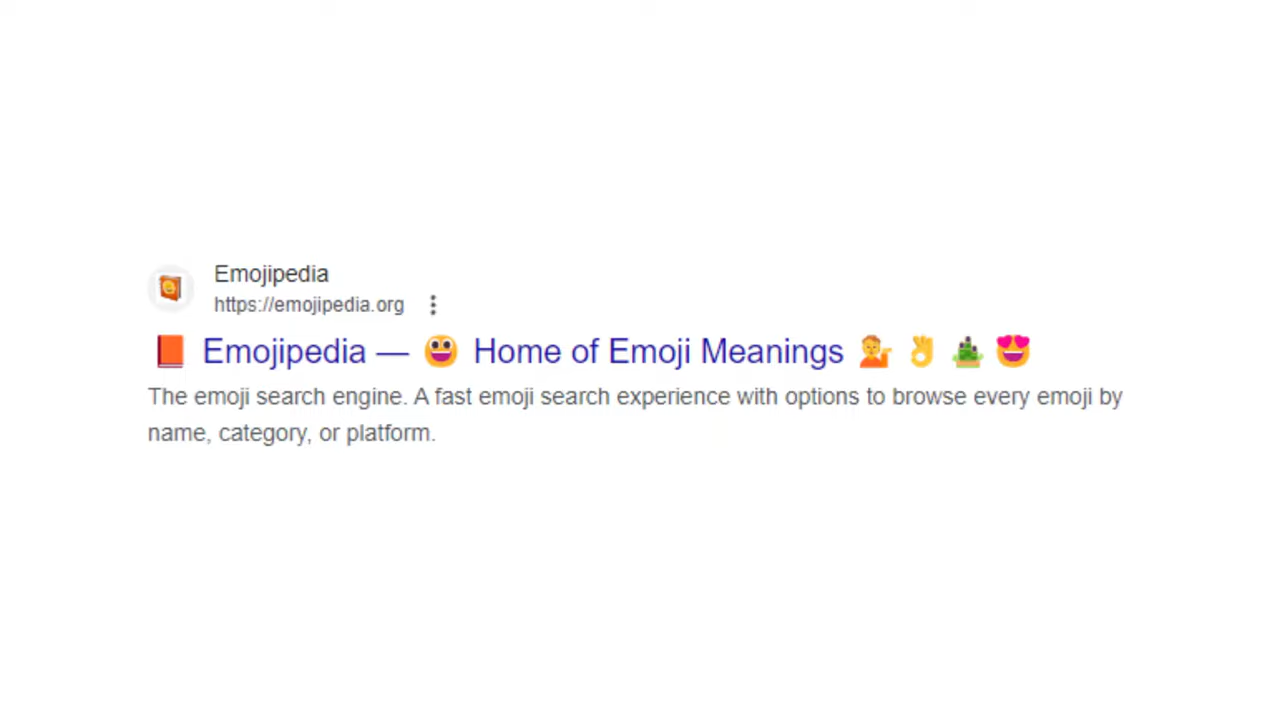 Emojipedia
https://emojipedia.org
📕 Emojipedia — 😃 Home of Emoji Meanings 💁👌🎍😍
The emoji search engine. A fast emoji search experience with options to browse every emoji by
name, category, or platform.